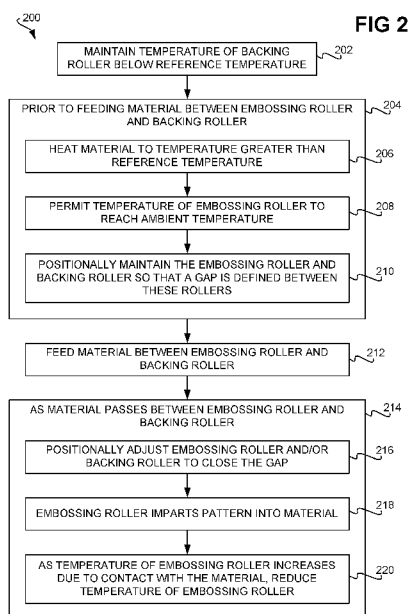 FIG 2
200
MAINTAIN TEMPERATURE OF BACKING
ROLLER BELOW REFERENCE TEMPERATURE
202
PRIOR TO FEEDING MATERIAL BETWEEN EMBOSSING ROLLER
AND BACKING ROLLER
204
HEAT MATERIAL TO TEMPERATURE GREATER THAN
REFERENCE TEMPERATURE
206
PERMIT TEMPERATURE OF EMBOSSING ROLLER TO
REACH AMBIENT TEMPERATURE
208
POSITIONALLY MAINTAIN THE EMBOSSING ROLLER AND
BACKING ROLLER SO THAT A GAP IS DEFINED BETWEEN
THESE ROLLERS
210
FEED MATERIAL BETWEEN EMBOSSING ROLLER AND
BACKING ROLLER
212
AS MATERIAL PASSES BETWEEN EMBOSSING ROLLER AND
BACKING ROLLER
214
POSITIONALLY ADJUST EMBOSSING ROLLER AND/OR
BACKING ROLLER TO CLOSE THE GAP
216
EMBOSSING ROLLER IMPARTS PATTERN INTO MATERIAL
218
AS TEMPERATURE OF EMBOSSING ROLLER INCREASES
DUE TO CONTACT WITH THE MATERIAL, REDUCE
TEMPERATURE OF EMBOSSING ROLLER
220